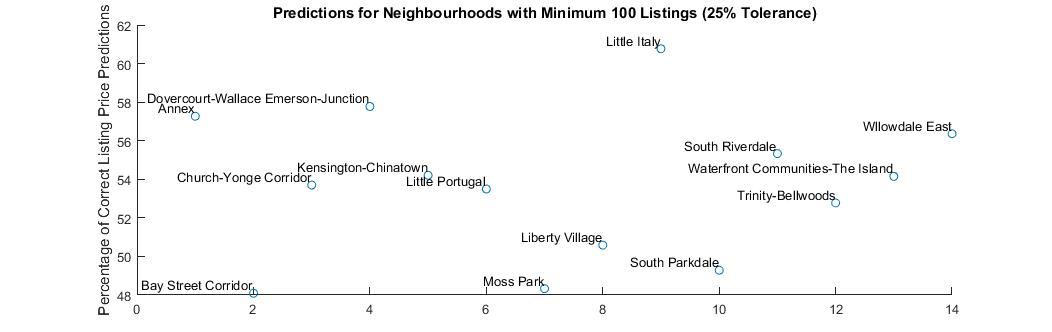 Predictions for Neighbourhoods with Minimum 100 Listings (25% Tolerance)
Percentage of Correct Listing Price Predictions
62
60
58
56
54
52
50
48
0
2
4
6
8
10
12
14
Little Italy
Dovercourt-Wallace Emerson-Junction
Annex
WIlowdale East
South Riverdale
Kensington-Chinatown
Waterfront Communities-The Island
Church-Yonge Corridor
Little Portugal
Trinity-Bellwoods
Liberty Village
South Parkdale
Moss Park
Bay Street Corridor